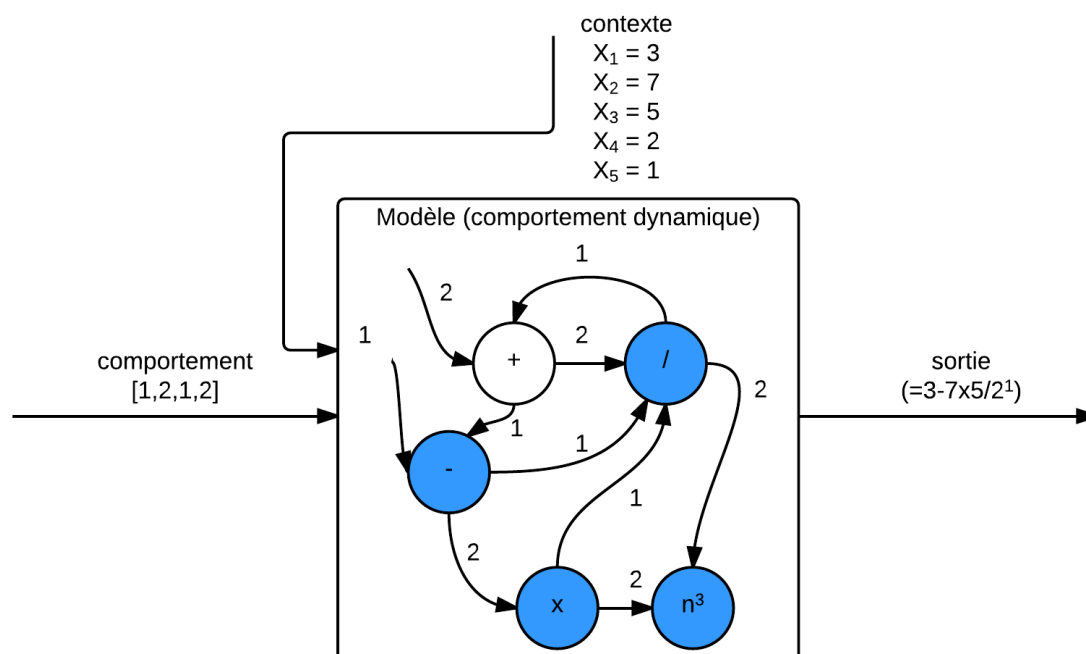 contexte
X₁ = 3
X₂ = 7
X₃ = 5
X₄ = 2
X₅ = 1
Modèle (comportement dynamique)
1
2
1
+
2
/
2
1
-
1
1
2
x
2
n³
comportement
[1,2,1,2]
sortie
(=3-7x5/2¹)